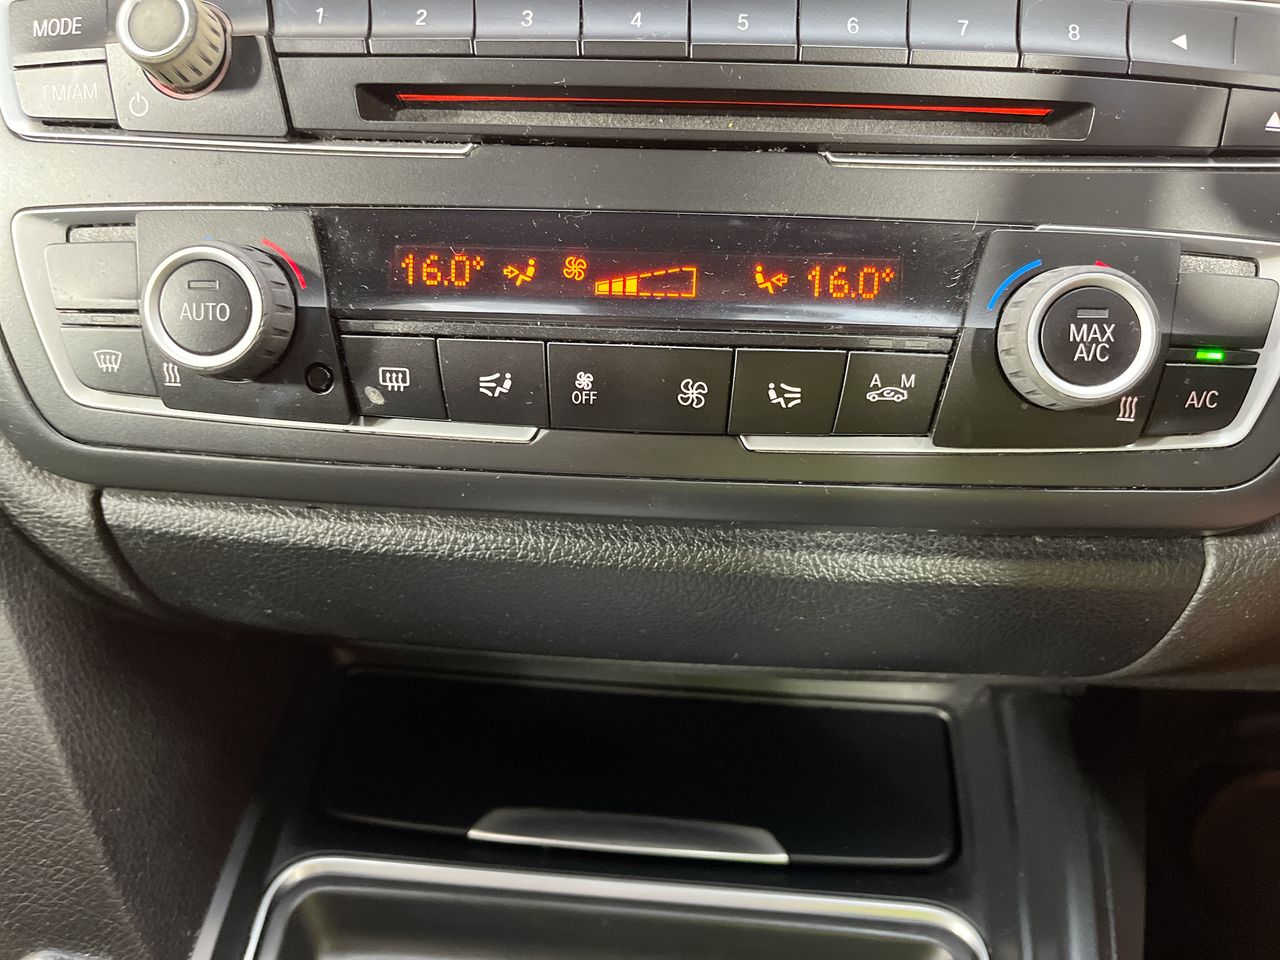 MODE
1 2 3 4 5 6 7 8
FM/AM
16.0° 16.0°
AUTO
MAX
A/C
OFF
A M
A/C